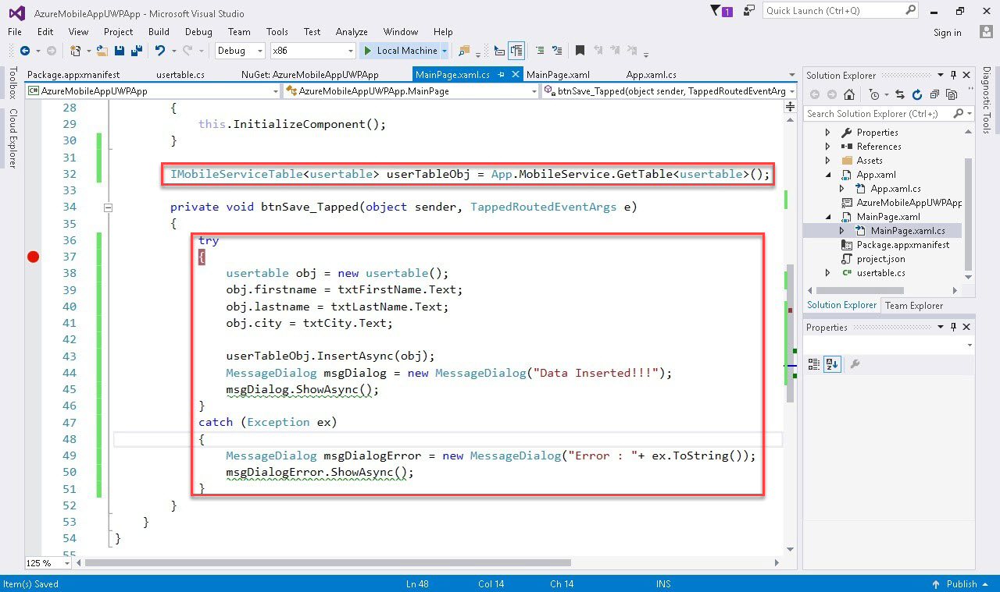 AzureMobileAppUWPApp - Microsoft Visual Studio
1
Quick Launch (Ctrl+Q)
File Edit View Project Build Debug Team Tools Test Analyze Window Help
Sign in
Debug x86 Local Machine
Toolbox
Cloud Explorer
Package.appxmanifest usertable.cs NuGet: AzureMobileAppUWPApp MainPage.xaml.cs MainPage.xaml App.xaml.cs
AzureMobileAppUWPApp AzureMobileAppUWPApp.MainPage btnSave_Tapped(object sender, TappedRoutedEventArg
28 {
29 this.InitializeComponent();
30 }
31
32 IMobileServiceTable<usertable> userTableObj = App.MobileService.GetTable<usertable>();
33
34 private void btnSave_Tapped(object sender, TappedRoutedEventArgs e)
35 {
36 try
37 {
38 usertable obj = new usertable();
39 obj.firstname = txtFirstName.Text;
40 obj.lastname = txtLastName.Text;
41 obj.city = txtCity.Text;
42
43 userTableObj.InsertAsync(obj);
44 MessageDialog msgDialog = new MessageDialog("Data Inserted!!!");
45 msgDialog.ShowAsync();
46 }
47 catch (Exception ex)
48 {
49 MessageDialog msgDialogError = new MessageDialog("Error : "+ ex.ToString());
50 msgDialogError.ShowAsync();
51 }
52 }
53 }
54 }
55
125 %
Solution Explorer
Search Solution Explorer (Ctrl+;)
Properties
References
Assets
App.xaml
App.xaml.cs
AzureMobileAppUWPApp
MainPage.xaml
MainPage.xaml.cs
Package.appxmanifest
project.json
usertable.cs
Solution Explorer Team Explorer
Properties
Diagnostic Tools
Item(s) Saved Ln 48 Col 14 Ch 14 INS Publish